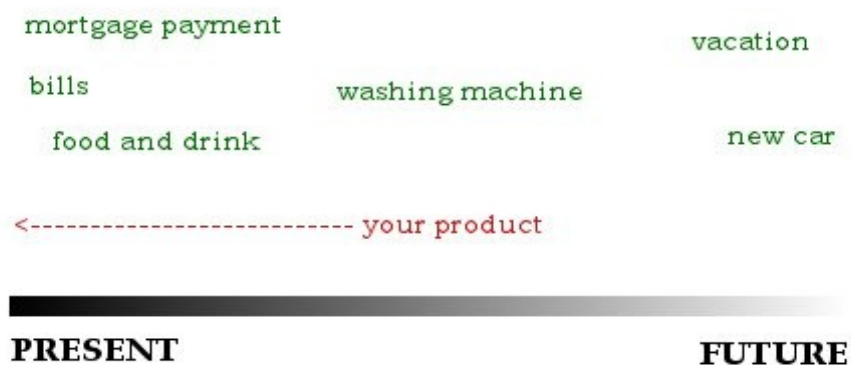 mortgage payment
vacation
bills
washing machine
food and drink
new car
<--------------------------- your product
PRESENT
FUTURE